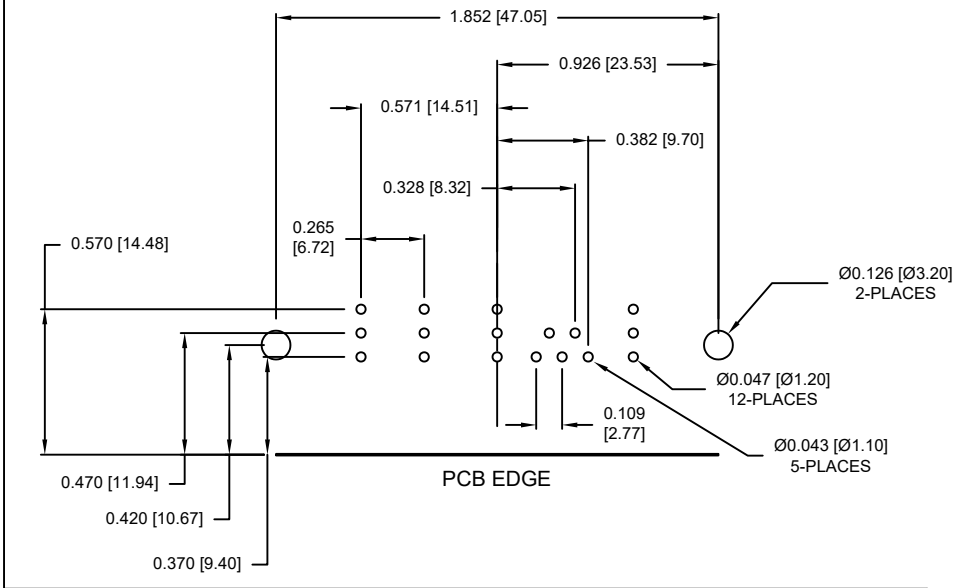 1.852 [47.05]
0.926 [23.53]
0.571 [14.51]
0.382 [9.70]
0.328 [8.32]
0.265
[6.72]
0.570 [14.48]
Ø0.126 [Ø3.20]
2-PLACES
Ø0.047 [Ø1.20]
12-PLACES
0.109
[2.77]
Ø0.043 [Ø1.10]
5-PLACES
PCB EDGE
0.470 [11.94]
0.420 [10.67]
0.370 [9.40]